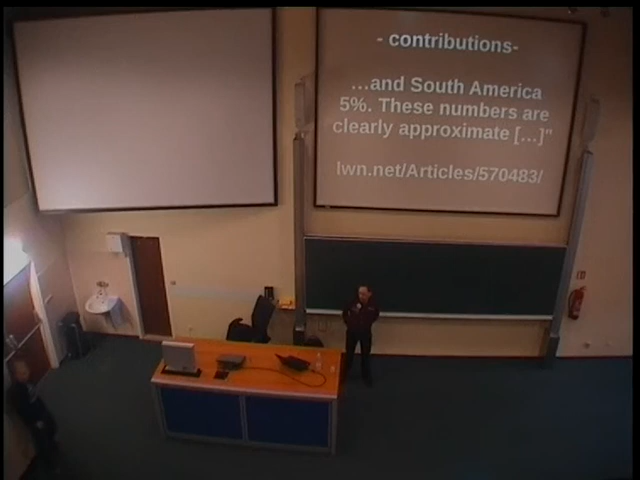 - contributions-
...and South America
5%. These numbers are
clearly approximate [...]"
lwn.net/Articles/570483/